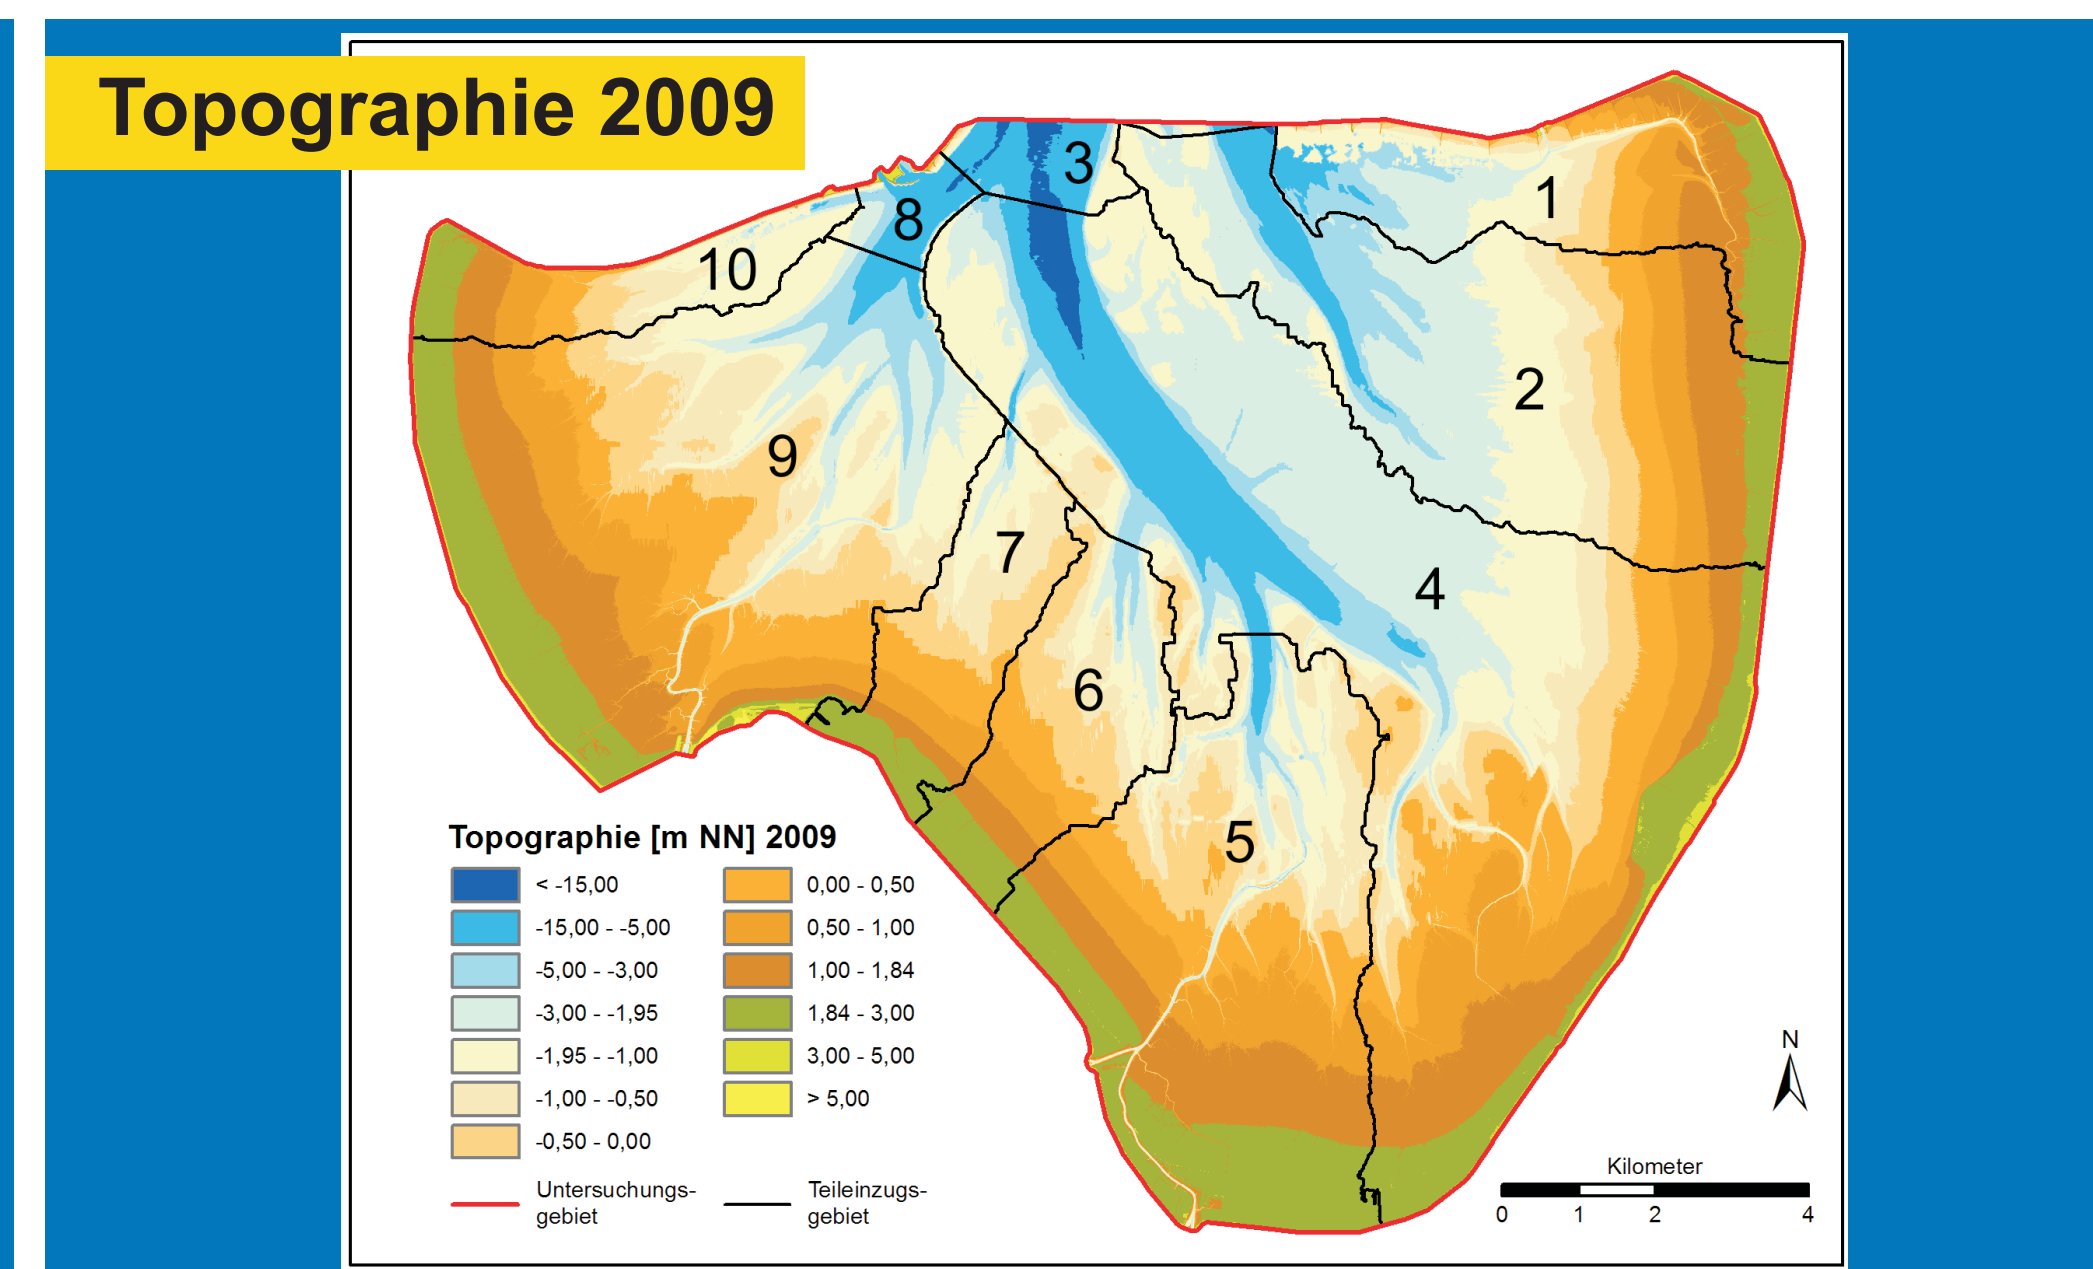 Topographie 2009
3
1
8
10
2
9
7
4
6
5
Topographie [m NN] 2009
< -15,00
-15,00 - -5,00
-5,00 - -3,00
-3,00 - -1,95
-1,95 - -1,00
-1,00 - -0,50
-0,50 - 0,00
0,00 - 0,50
0,50 - 1,00
1,00 - 1,84
1,84 - 3,00
3,00 - 5,00
> 5,00
Untersuchungs-
gebiet
Teileinzugs-
gebiet
N
Kilometer
0 1 2 4